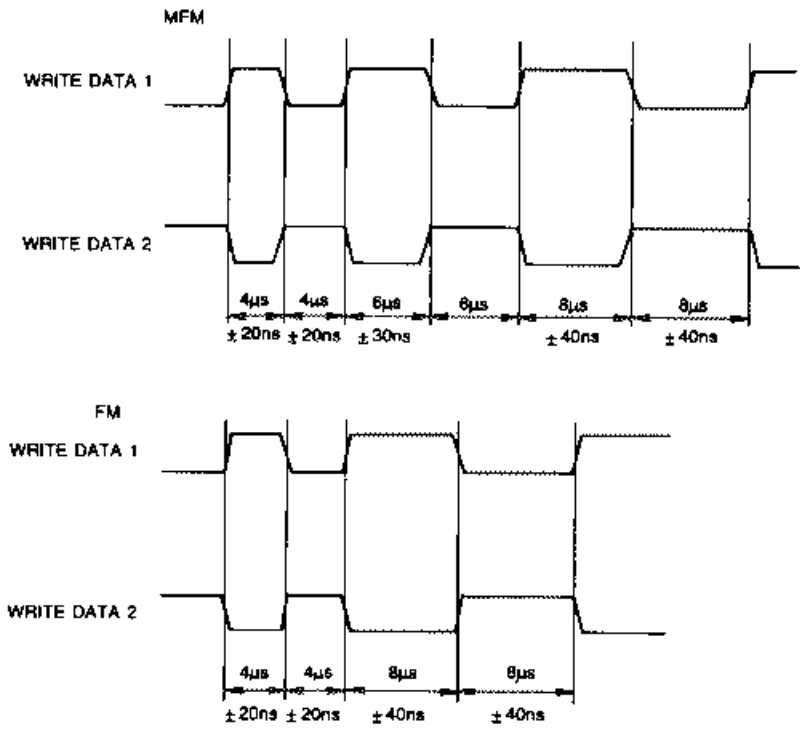 MFM
WRITE DATA 1
WRITE DATA 2
4µs 4µs 6µs 6µs 8µs 8µs
± 20ns ± 20ns ± 30ns ± 40ns ± 40ns
FM
WRITE DATA 1
WRITE DATA 2
4µs 4µs 8µs 8µs
± 20ns ± 20ns ± 40ns ± 40ns